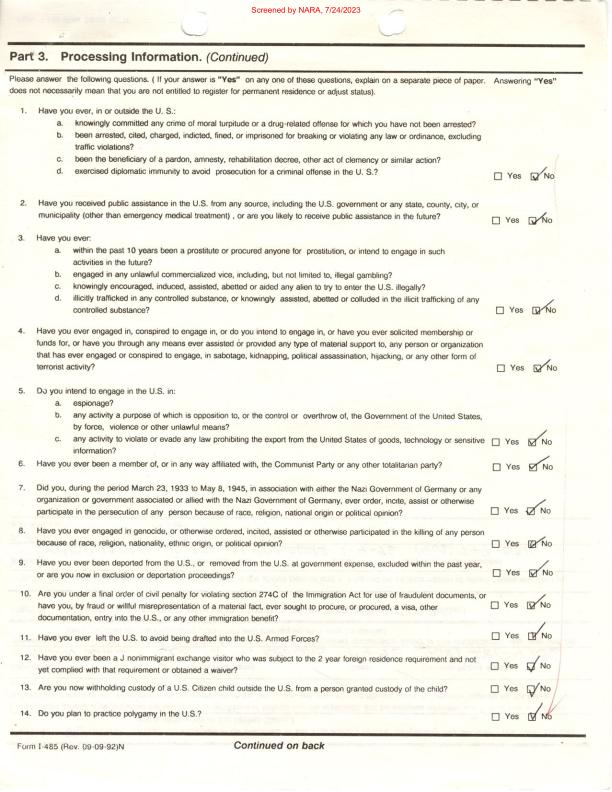 Screened by NARA, 7/24/2023
Part 3. Processing Information. (Continued)
Please answer the following questions. ( If your answer is "Yes" on any one of these questions, explain on a separate piece of paper. Answering "Yes"
does not necessarily mean that you are not entitled to register for permanent residence or adjust status).
1. Have you ever, in or outside the U. S.:
a. knowingly committed any crime of moral turpitude or a drug-related offense for which you have not been arrested?
b. been arrested, cited, charged, indicted, fined, or imprisoned for breaking or violating any law or ordinance, excluding
traffic violations?
c. been the beneficiary of a pardon, amnesty, rehabilitation decree, other act of clemency or similar action?
d. exercised diplomatic immunity to avoid prosecution for a criminal offense in the U. S.? Yes No
2. Have you received public assistance in the U.S. from any source, including the U.S. government or any state, county, city, or
municipality (other than emergency medical treatment) , or are you likely to receive public assistance in the future? Yes No
3. Have you ever:
a. within the past 10 years been a prostitute or procured anyone for prostitution, or intend to engage in such
activities in the future?
b. engaged in any unlawful commercialized vice, including, but not limited to, illegal gambling?
c. knowingly encouraged, induced, assisted, abetted or aided any alien to try to enter the U.S. illegally?
d. illicitly trafficked in any controlled substance, or knowingly assisted, abetted or colluded in the illicit trafficking of any
controlled substance? Yes No
4. Have you ever engaged in, conspired to engage in, or do you intend to engage in, or have you ever solicited membership or
funds for, or have you through any means ever assisted or provided any type of material support to, any person or organization
that has ever engaged or conspired to engage, in sabotage, kidnapping, political assassination, hijacking, or any other form of
terrorist activity? Yes No
5. Do you intend to engage in the U.S. in:
a. espionage?
b. any activity a purpose of which is opposition to, or the control or overthrow of, the Government of the United States,
by force, violence or other unlawful means?
c. any activity to violate or evade any law prohibiting the export from the United States of goods, technology or sensitive Yes No
information?
6. Have you ever been a member of, or in any way affiliated with, the Communist Party or any other totalitarian party? Yes No
7. Did you, during the period March 23, 1933 to May 8, 1945, in association with either the Nazi Government of Germany or any
organization or government associated or allied with the Nazi Government of Germany, ever order, incite, assist or otherwise
participate in the persecution of any person because of race, religion, national origin or political opinion? Yes No
8. Have you ever engaged in genocide, or otherwise ordered, incited, assisted or otherwise participated in the killing of any person
because of race, religion, nationality, ethnic origin, or political opinion? Yes No
9. Have you ever been deported from the U.S., or removed from the U.S. at government expense, excluded within the past year,
or are you now in exclusion or deportation proceedings? Yes No
10. Are you under a final order of civil penalty for violating section 274C of the Immigration Act for use of fraudulent documents, or
have you, by fraud or willful misrepresentation of a material fact, ever sought to procure, or procured, a visa, other Yes No
documentation, entry into the U.S., or any other immigration benefit?
11. Have you ever left the U.S. to avoid being drafted into the U.S. Armed Forces? Yes No
12. Have you ever been a J nonimmigrant exchange visitor who was subject to the 2 year foreign residence requirement and not
yet complied with that requirement or obtained a waiver? Yes No
13. Are you now withholding custody of a U.S. Citizen child outside the U.S. from a person granted custody of the child? Yes No
14. Do you plan to practice polygamy in the U.S.? Yes No
Form I-485 (Rev. 09-09-92)N Continued on back